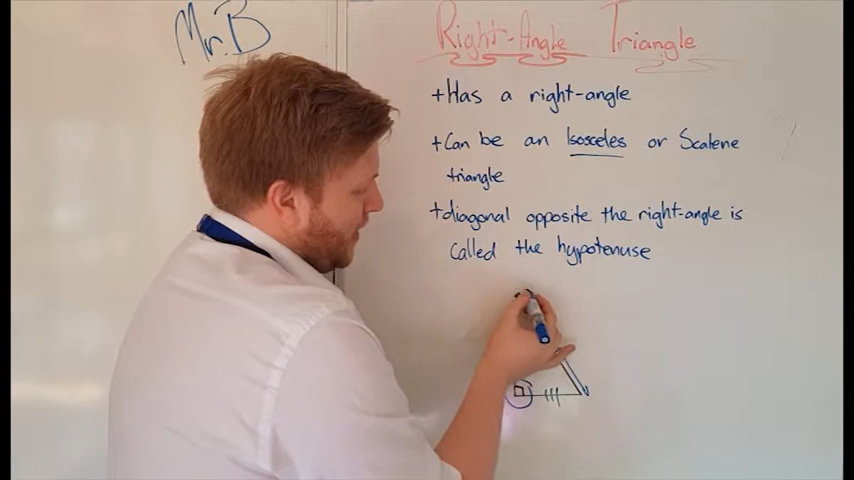 Mr. B
Right-Angle Triangle
+Has a right-angle
+Can be an Isosceles or Scalene
triangle
+diagonal opposite the right-angle is
called the hypotenuse